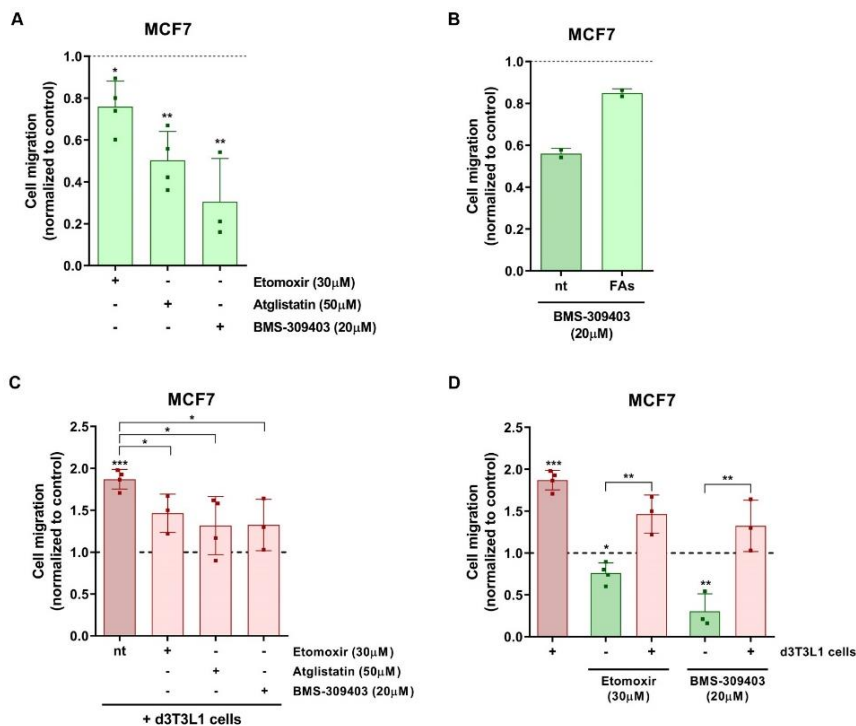 A
MCF7
Cell migration
(normalized to control)
1.0
0.8
0.6
0.4
0.2
0.0
*
**
**
+ - - Etomoxir (30μM)
- + - Atglistatin (50μM)
- - + BMS-309403 (20μM)
B
MCF7
Cell migration
(normalized to control)
1.0
0.8
0.6
0.4
0.2
0.0
nt FAs
BMS-309403
(20μM)
C
MCF7
Cell migration
(normalized to control)
2.5
2.0
1.5
1.0
0.5
0.0
*
*
*
***
nt + - - Etomoxir (30μM)
- + - Atglistatin (50μM)
- - + BMS-309403 (20μM)
+ d3T3L1 cells
D
MCF7
Cell migration
(normalized to control)
2.5
2.0
1.5
1.0
0.5
0.0
***
**
**
*
**
+ - + - + d3T3L1 cells
Etomoxir
(30μM)
BMS-309403
(20μM)